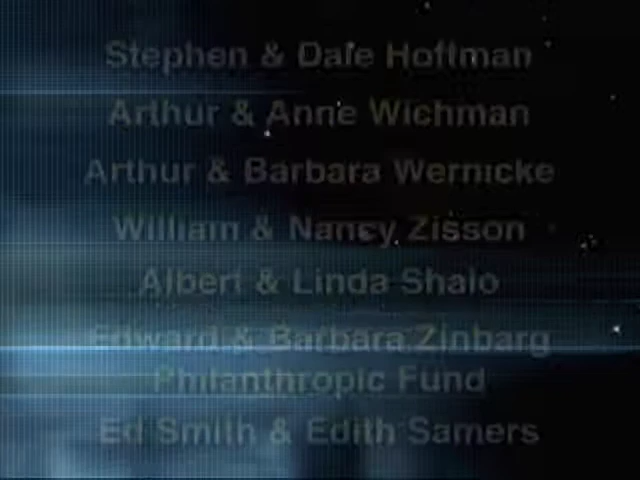 Stephen & Dale Hoffman
Arthur & Anne Wichman
Arthur & Barbara Wernicke
William & Nancy Zisson
Albert & Linda Shalo
Edward & Barbara Zinbarg
Philanthropic Fund
Ed Smith & Edith Samers